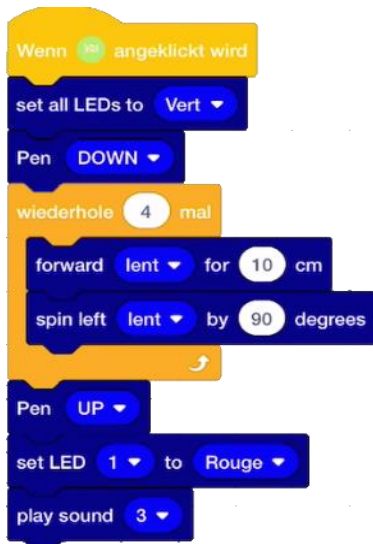 Wenn angeklickt wird
set all LEDs to Vert
Pen DOWN
wiederhole 4 mal
forward lent for 10 cm
spin left lent by 90 degrees
Pen UP
set LED 1 to Rouge
play sound 3